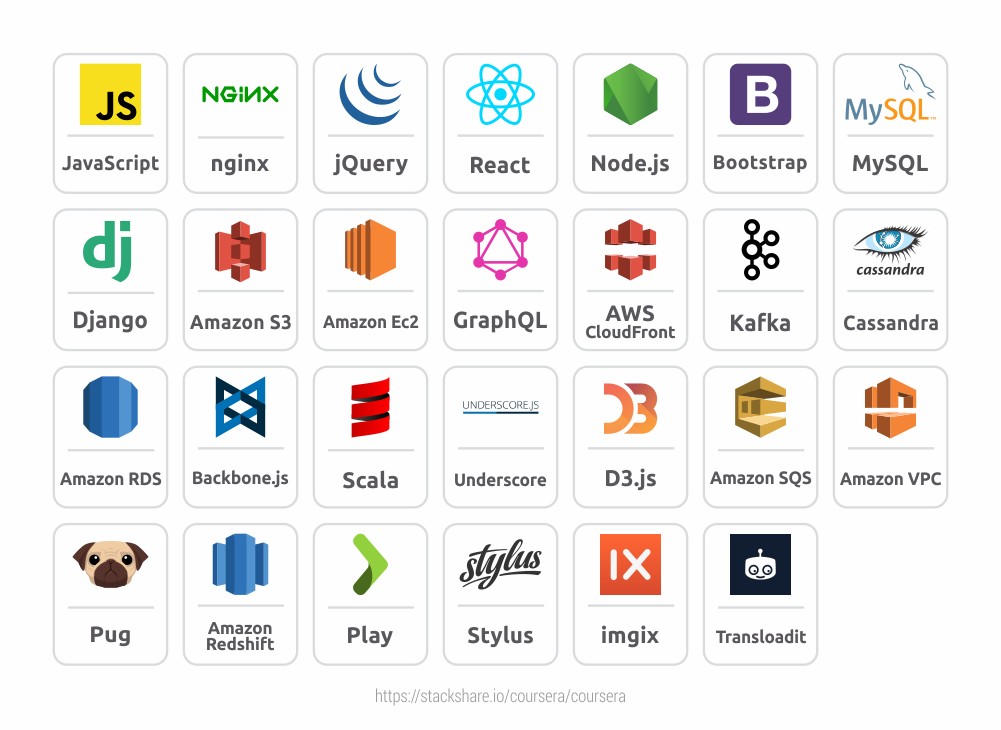 JS
NGiNX
B
MySQL™
JavaScript
nginx
jQuery
React
Node.js
Bootstrap
MySQL
dj
cassandra
Django
Amazon S3
Amazon Ec2
GraphQL
AWS
CloudFront
Kafka
Cassandra
UNDERSCORE.JS
D3
Amazon RDS
Backbone.js
Scala
Underscore
D3.js
Amazon SQS
Amazon VPC
stylus
IX
Pug
Amazon
Redshift
Play
Stylus
imgix
Transloadit
https://stackshare.io/coursera/coursera